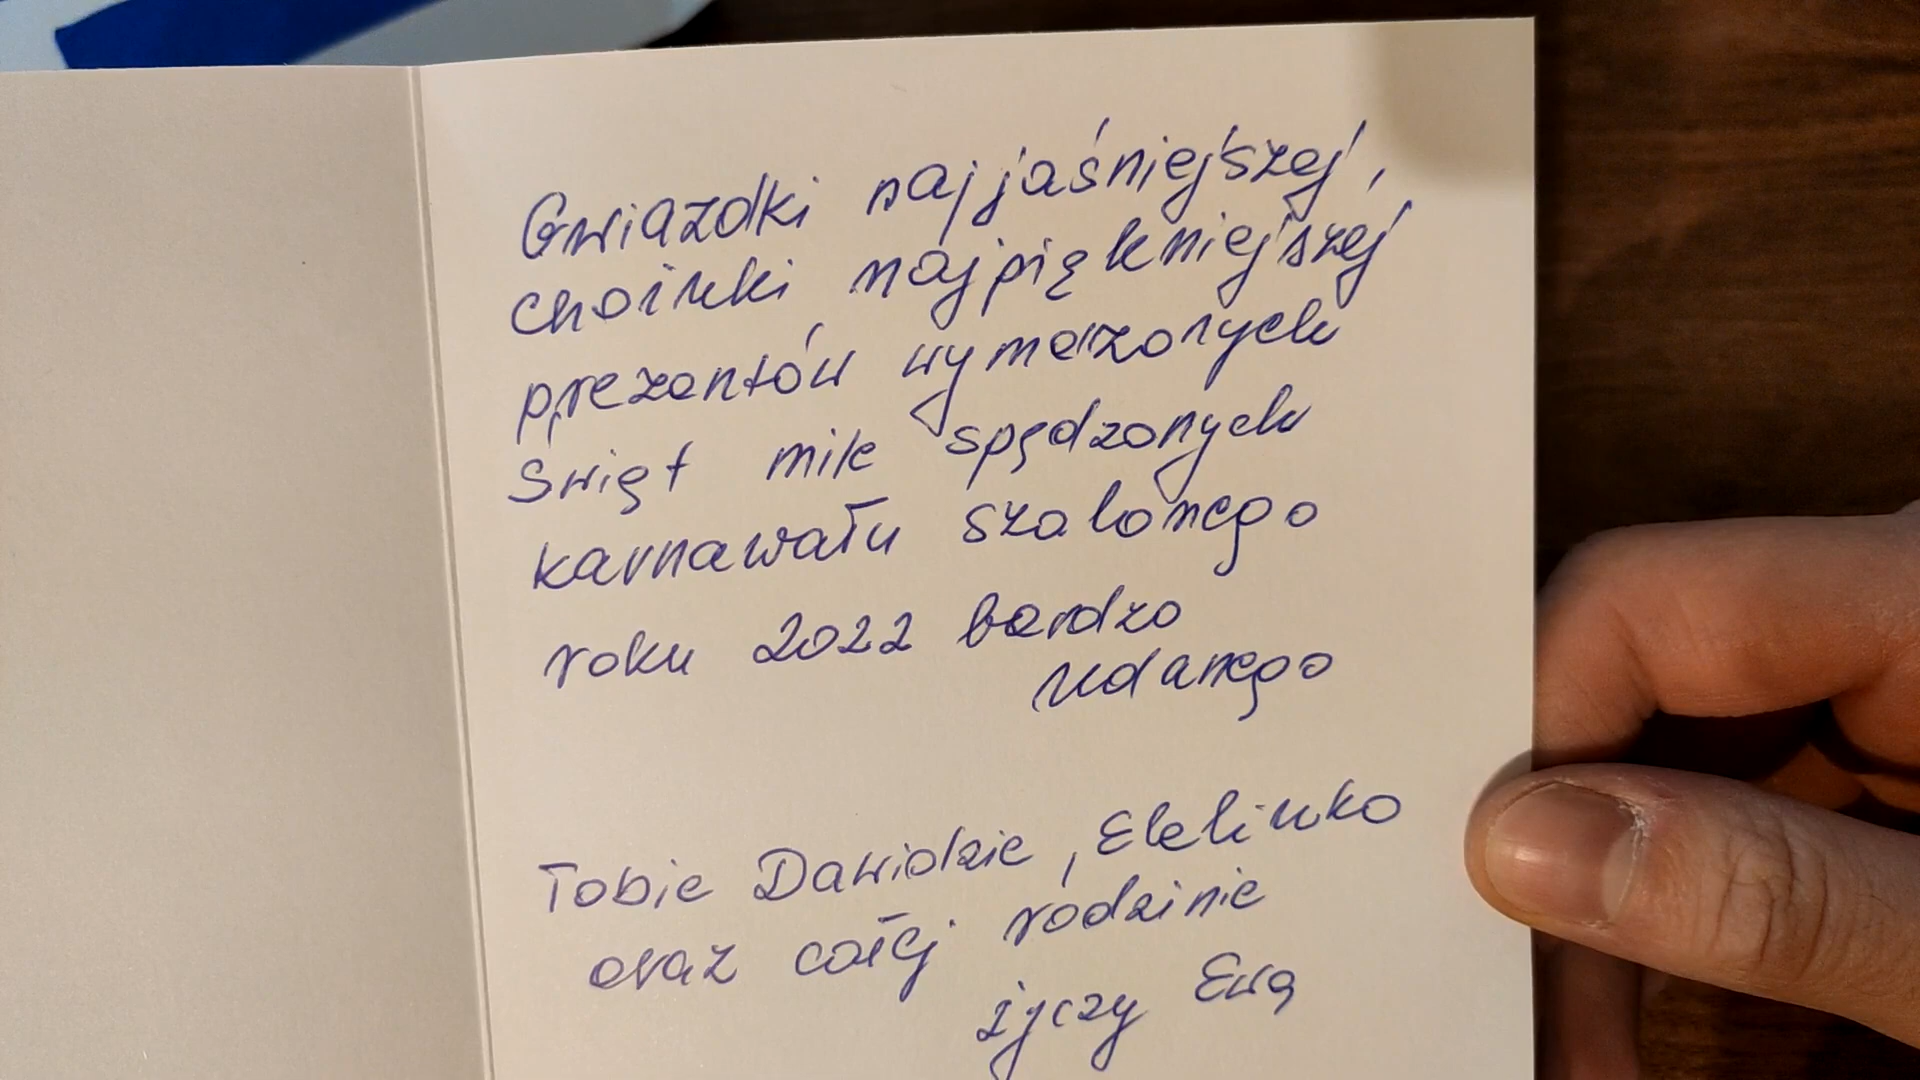 Gwiazdki najjaśniejszej,
choinki najpiękniejszej
prezentów wymarzonych
Świąt mile spędzonych
karnawału szalonego
roku 2022 bardzo
udanego
Tobie Dawidzie, Elelinko
oraz całej rodzinie
życzy Ewa